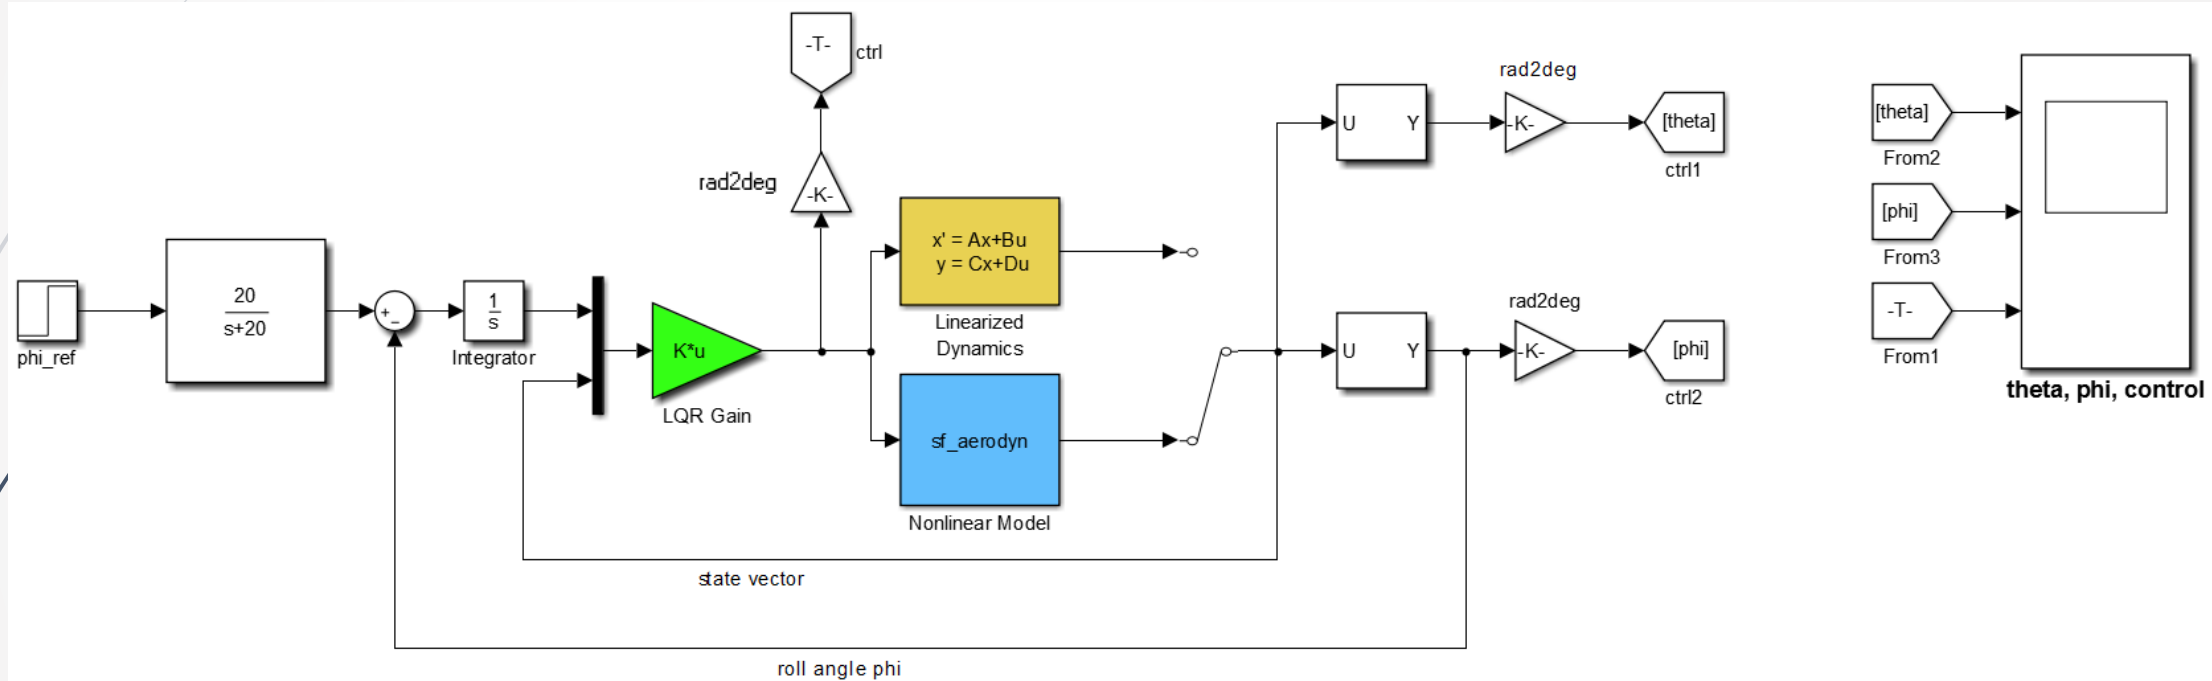 phi_ref
20
s+20
+
−
1
s
Integrator
K*u
LQR Gain
-T-
ctrl
rad2deg
-K-
x' = Ax+Bu
y = Cx+Du
Linearized
Dynamics
sf_aerodyn
Nonlinear Model
state vector
roll angle phi
U Y
rad2deg
-K-
[theta]
ctrl1
U Y
rad2deg
-K-
[phi]
ctrl2
[theta]
From2
[phi]
From3
-T-
From1
theta, phi, control